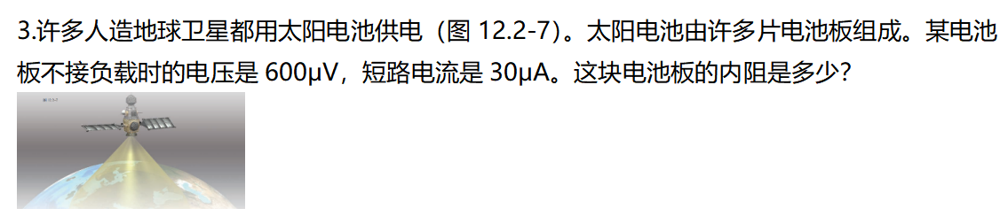 3.许多人造地球卫星都用太阳电池供电（图 12.2-7）。太阳电池由许多片电池板组成。某电池
板不接负载时的电压是 600μV，短路电流是 30μA。这块电池板的内阻是多少？